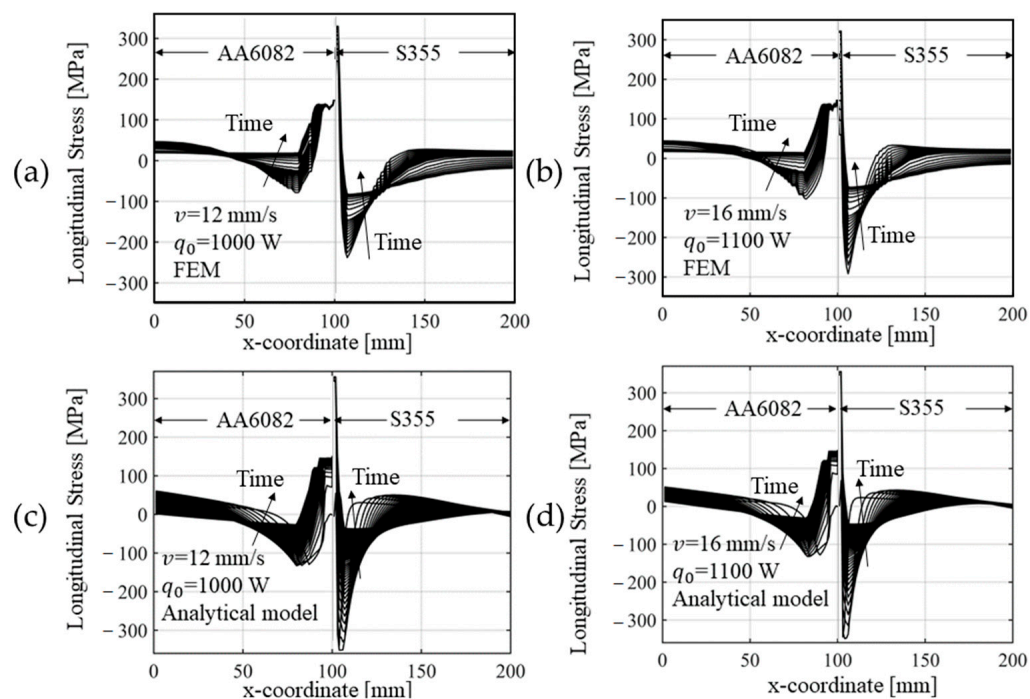 (a)
Longitudinal Stress [MPa]
300
200
100
0
−100
−200
−300
AA6082
S355
Time
Time
v=12 mm/s
q₀=1000 W
FEM
0
50
100
150
200
x-coordinate [mm]
(b)
Longitudinal Stress [MPa]
300
200
100
0
−100
−200
−300
AA6082
S355
Time
Time
v=16 mm/s
q₀=1100 W
FEM
0
50
100
150
200
x-coordinate [mm]
(c)
Longitudinal Stress [MPa]
300
200
100
0
−100
−200
−300
AA6082
S355
Time
Time
v=12 mm/s
q₀=1000 W
Analytical model
0
50
100
150
200
x-coordinate [mm]
(d)
Longitudinal Stress [MPa]
300
200
100
0
−100
−200
−300
AA6082
S355
Time
Time
v=16 mm/s
q₀=1100 W
Analytical model
0
50
100
150
200
x-coordinate [mm]